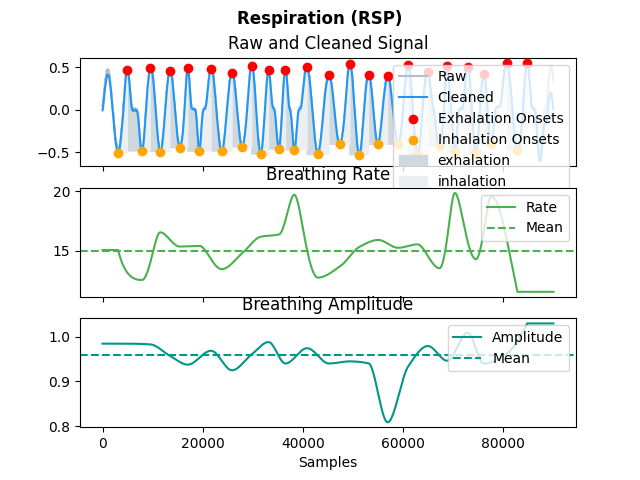 Respiration (RSP)
Raw and Cleaned Signal
0.5
0.0
−0.5
Raw
Cleaned
Exhalation Onsets
Inhalation Onsets
exhalation
inhalation
Breathing Rate
20
15
Rate
Mean
Breathing Amplitude
1.0
0.9
0.8
Amplitude
Mean
0 20000 40000 60000 80000
Samples